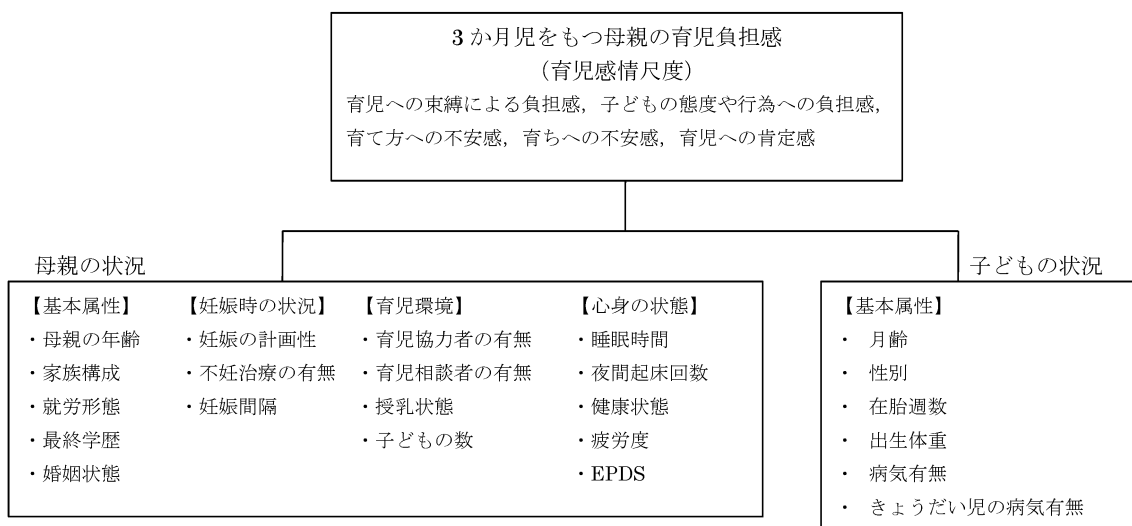 3か月児をもつ母親の育児負担感
（育児感情尺度）
育児への束縛による負担感，子どもの態度や行為への負担感，
育て方への不安感，育ちへの不安感，育児への肯定感
母親の状況
【基本属性】
・母親の年齢
・家族構成
・就労形態
・最終学歴
・婚姻状態
【妊娠時の状況】
・妊娠の計画性
・不妊治療の有無
・妊娠間隔
【育児環境】
・育児協力者の有無
・育児相談者の有無
・授乳状態
・子どもの数
【心身の状態】
・睡眠時間
・夜間起床回数
・健康状態
・疲労度
・EPDS
子どもの状況
【基本属性】
・ 月齢
・ 性別
・ 在胎週数
・ 出生体重
・ 病気有無
・ きょうだい児の病気有無